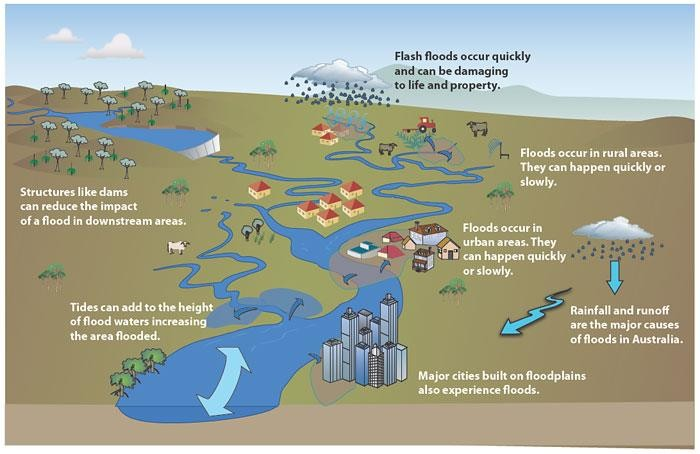 Flash floods occur quickly
and can be damaging
to life and property.
Floods occur in rural areas.
They can happen quickly or
slowly.
Structures like dams
can reduce the impact
of a flood in downstream areas.
Floods occur in
urban areas. They
can happen quickly
or slowly.
Tides can add to the height
of flood waters increasing
the area flooded.
Rainfall and runoff
are the major causes
of floods in Australia.
Major cities built on floodplains
also experience floods.